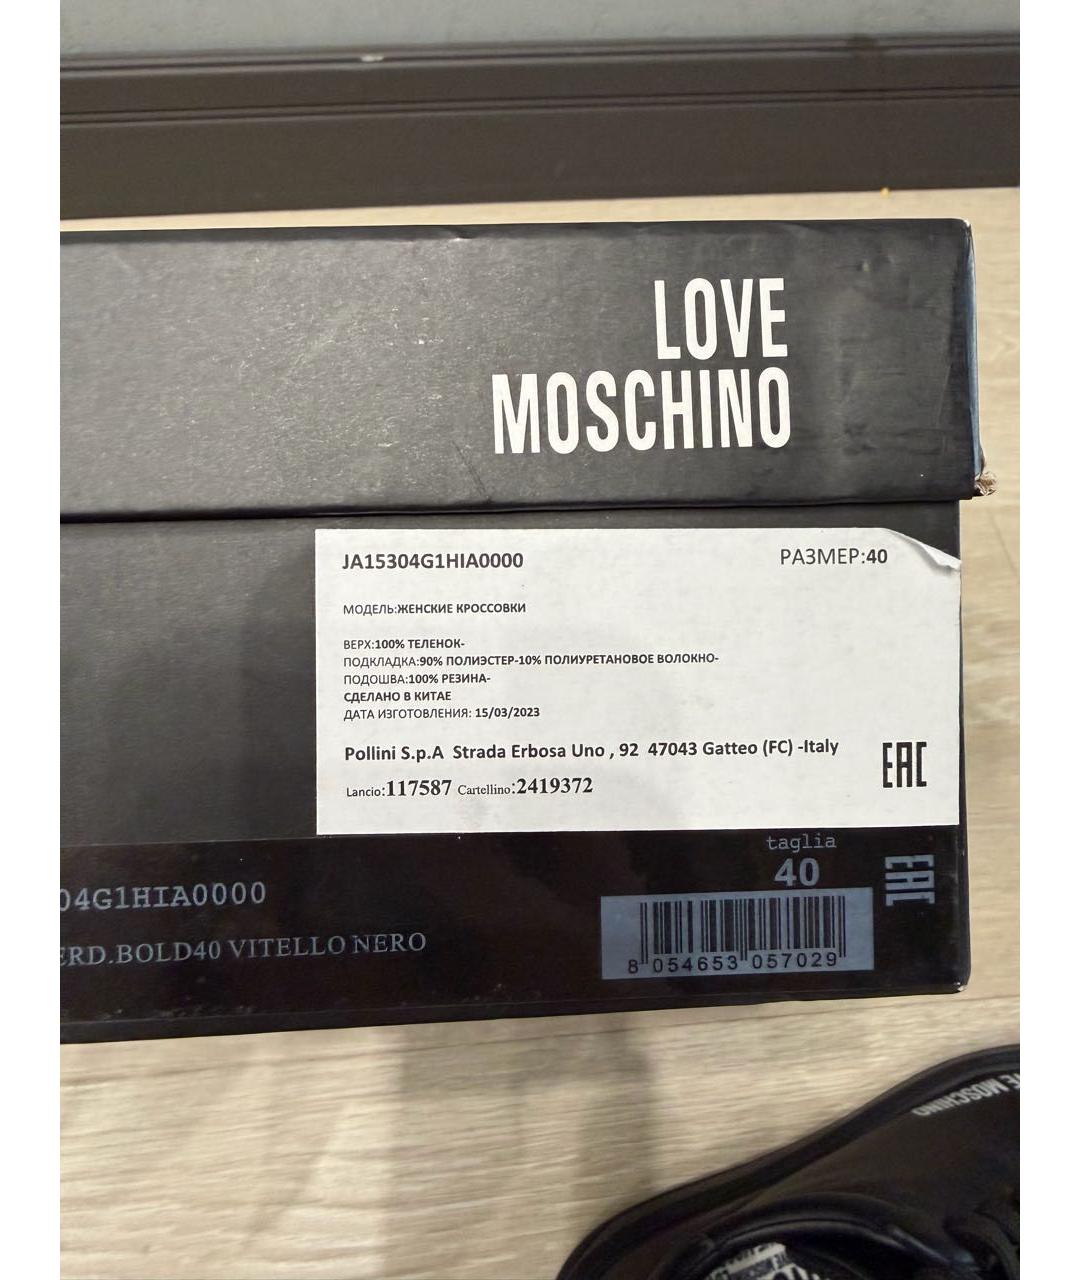 LOVE
MOSCHINO
JA15304G1HIA0000 РАЗМЕР:40
МОДЕЛЬ:ЖЕНСКИЕ КРОССОВКИ
ВЕРХ:100% ТЕЛЕНОК-
ПОДКЛАДКА:90% ПОЛИЭСТЕР-10% ПОЛИУРЕТАНОВОЕ ВОЛОКНО-
ПОДОШВА:100% РЕЗИНА-
СДЕЛАНО В КИТАЕ
ДАТА ИЗГОТОВЛЕНИЯ: 15/03/2023
Pollini S.p.A Strada Erbosa Uno , 92 47043 Gatteo (FC) -Italy
EAC
Lancio:117587 Cartellino:2419372
taglia
40
EAC
04G1HIA0000
ERD.BOLD40 VITELLO NERO
8 054653 057029
MOSCHINO